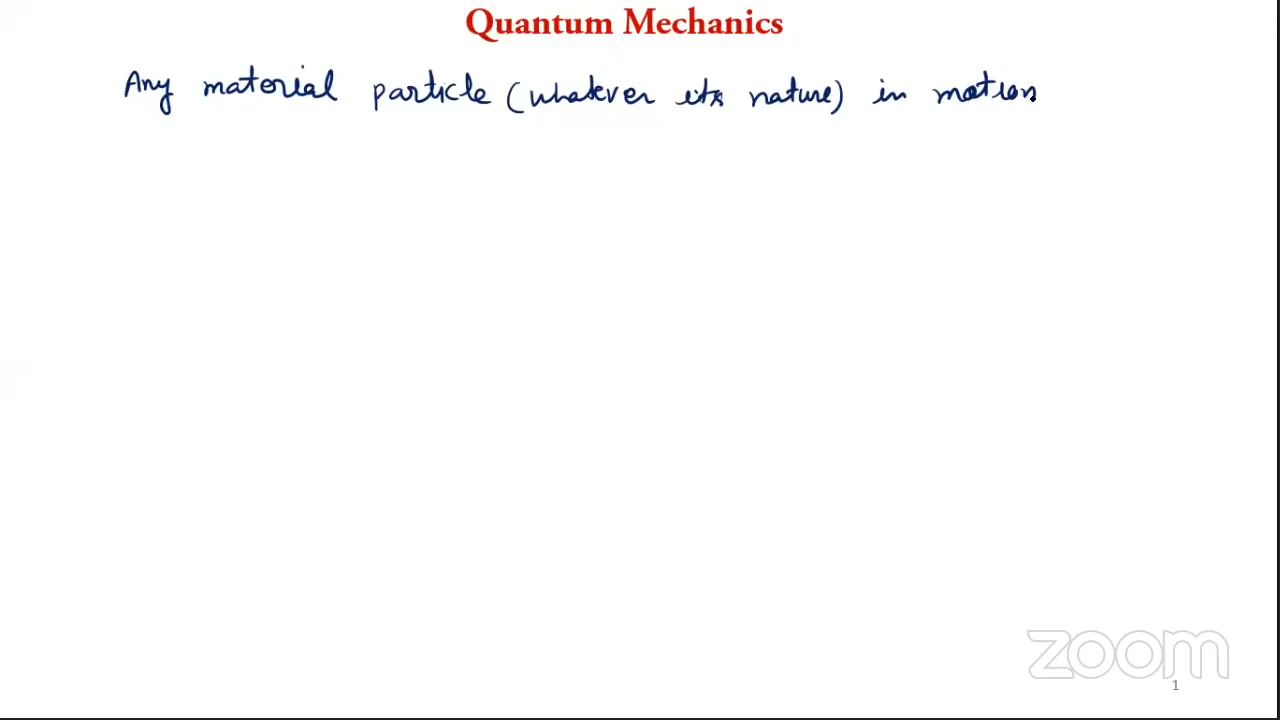 Quantum Mechanics
Any material particle (whatever its nature) in motion
zoom
1